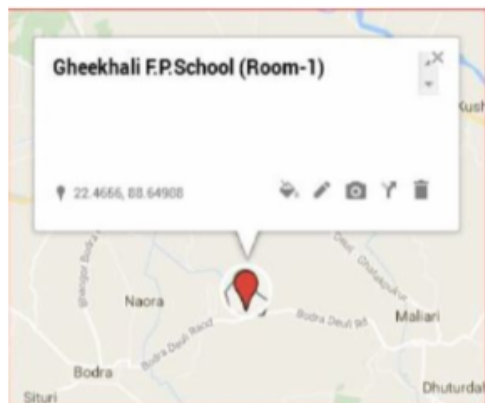 Gheekhali F.P.School (Room-1)
Kush
22.4666, 88.64908
Naora
Bodra Deuli Road
Bodra Deuli Rd
Maliari
Bodra
Dhuturdal
Situri